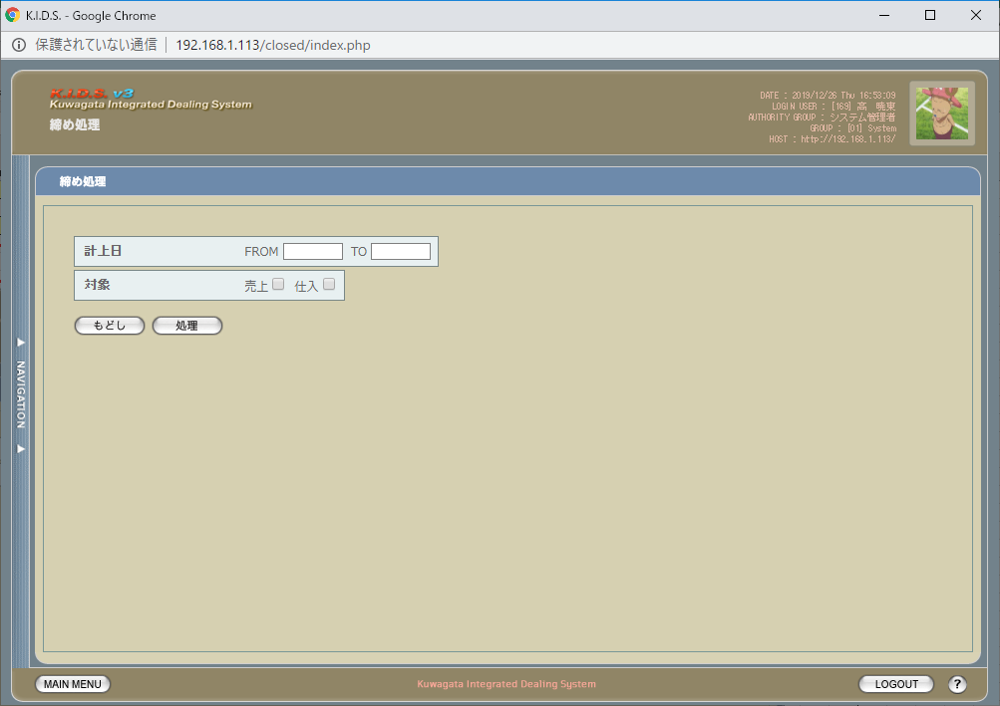 K.I.D.S. - Google Chrome
保護されていない通信 192.168.1.113/closed/index.php
K.I.D.S. v3
Kuwagata Integrated Dealing System
締め処理
DATE : 2019/12/26 Thu 16:53:09
LOGIN USER : [169] 高 暁東
AUTHORITY GROUP : システム管理者
GROUP : [01] System
HOST : http://192.168.1.113/
締め処理
計上日 FROM TO
対象 売上 仕入
もどし 処理
NAVIGATION
MAIN MENU Kuwagata Integrated Dealing System LOGOUT ?